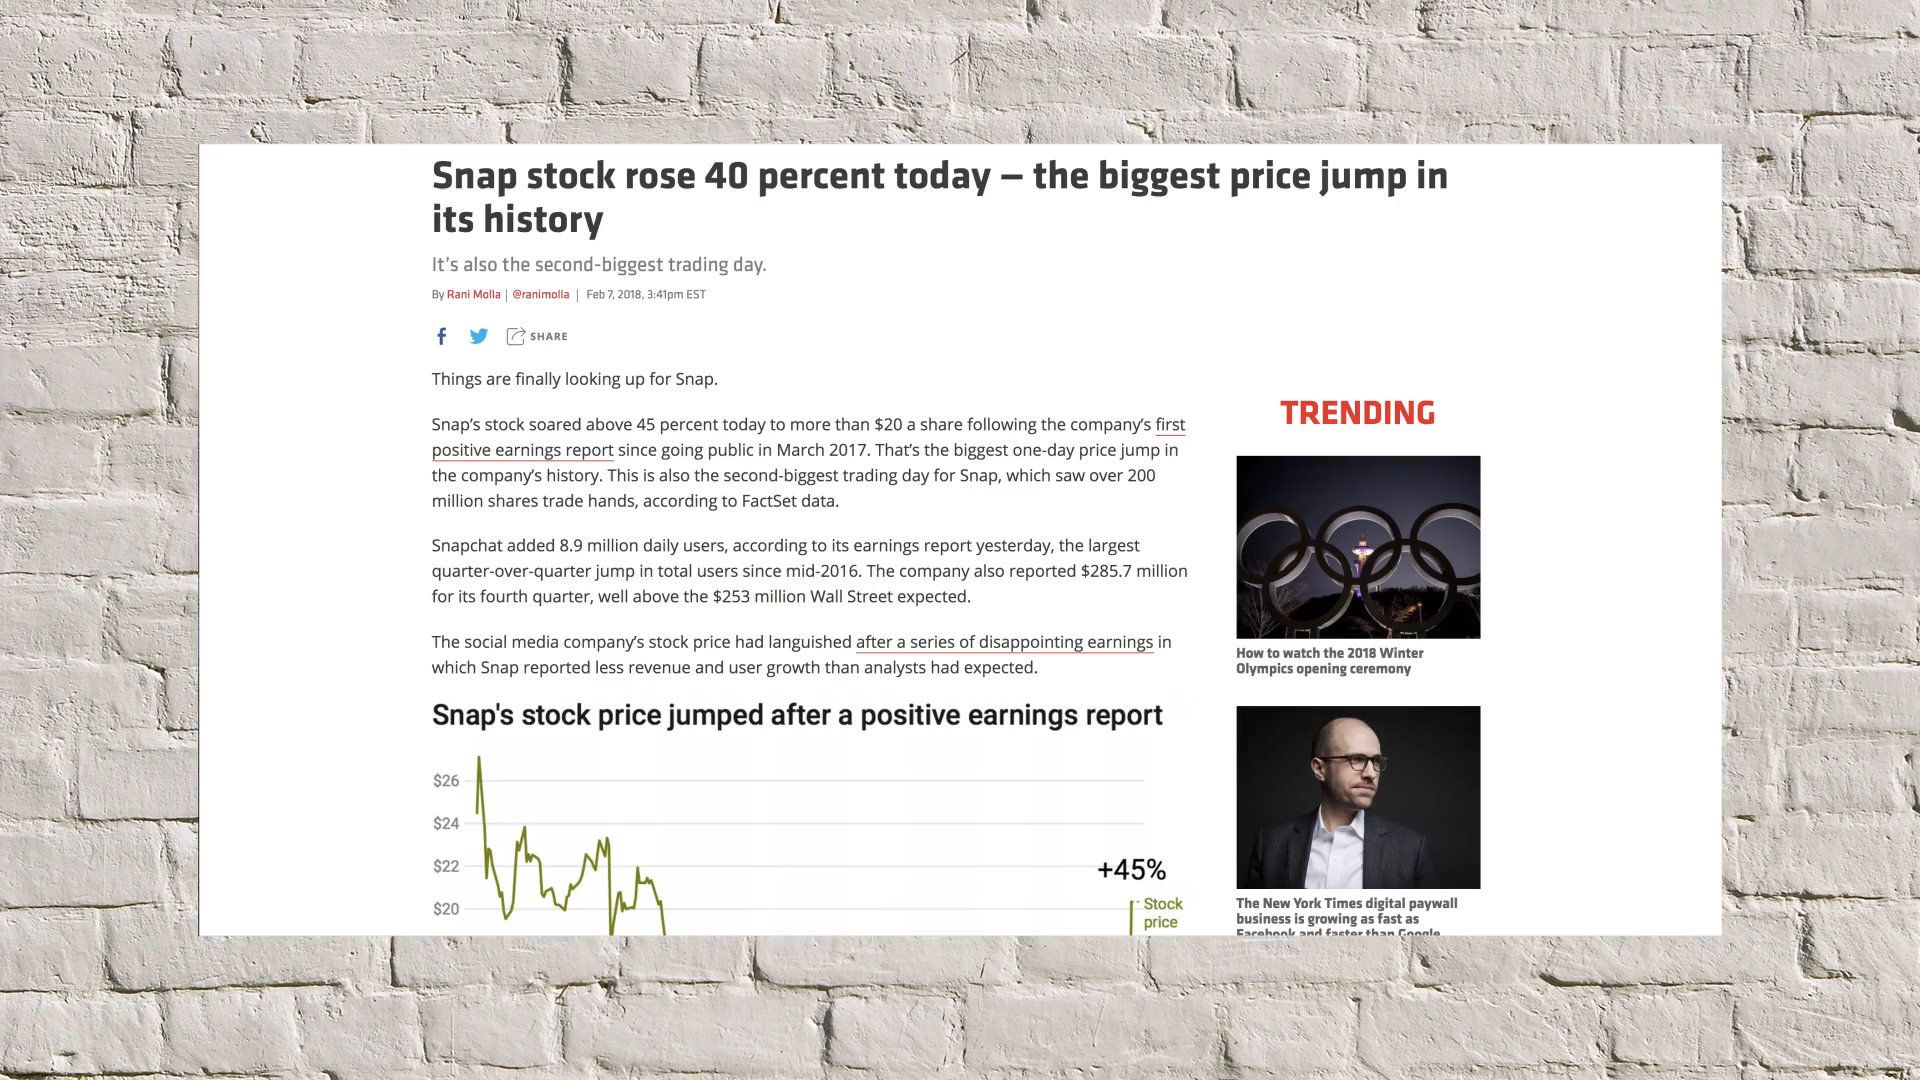 Snap stock rose 40 percent today – the biggest price jump in
its history
It's also the second-biggest trading day.
By Rani Molla | @ranimolla | Feb 7, 2018, 3:41pm EST
SHARE
Things are finally looking up for Snap.
Snap's stock soared above 45 percent today to more than $20 a share following the company's first
positive earnings report since going public in March 2017. That's the biggest one-day price jump in
the company's history. This is also the second-biggest trading day for Snap, which saw over 200
million shares trade hands, according to FactSet data.
Snapchat added 8.9 million daily users, according to its earnings report yesterday, the largest
quarter-over-quarter jump in total users since mid-2016. The company also reported $285.7 million
for its fourth quarter, well above the $253 million Wall Street expected.
The social media company's stock price had languished after a series of disappointing earnings in
which Snap reported less revenue and user growth than analysts had expected.
Snap's stock price jumped after a positive earnings report
$26
$24
$22
$20
+45%
Stock
price
TRENDING
How to watch the 2018 Winter
Olympics opening ceremony
The New York Times digital paywall
business is growing as fast as
Facebook and faster than Google